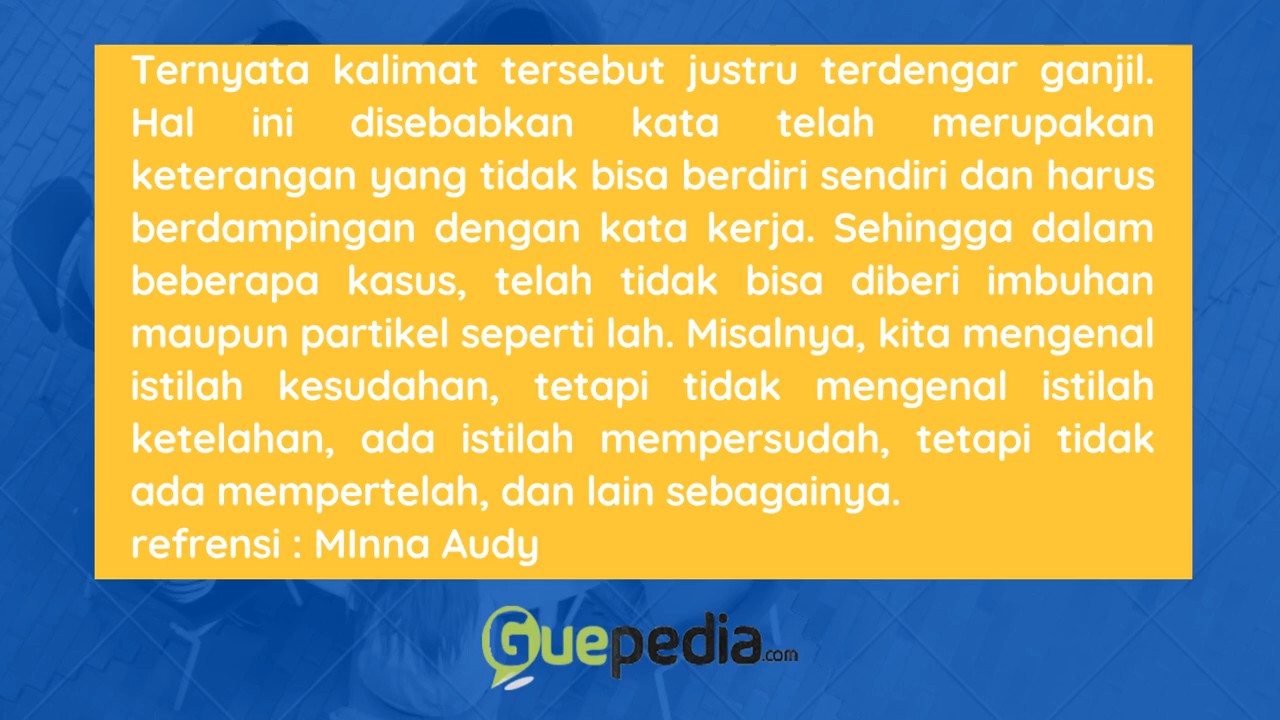 Ternyata kalimat tersebut justru terdengar ganjil.
Hal ini disebabkan kata telah merupakan
keterangan yang tidak bisa berdiri sendiri dan harus
berdampingan dengan kata kerja. Sehingga dalam
beberapa kasus, telah tidak bisa diberi imbuhan
maupun partikel seperti lah. Misalnya, kita mengenal
istilah kesudahan, tetapi tidak mengenal istilah
ketelahan, ada istilah mempersudah, tetapi tidak
ada mempertelah, dan lain sebagainya.
refrensi : MInna Audy
Guepedia.com